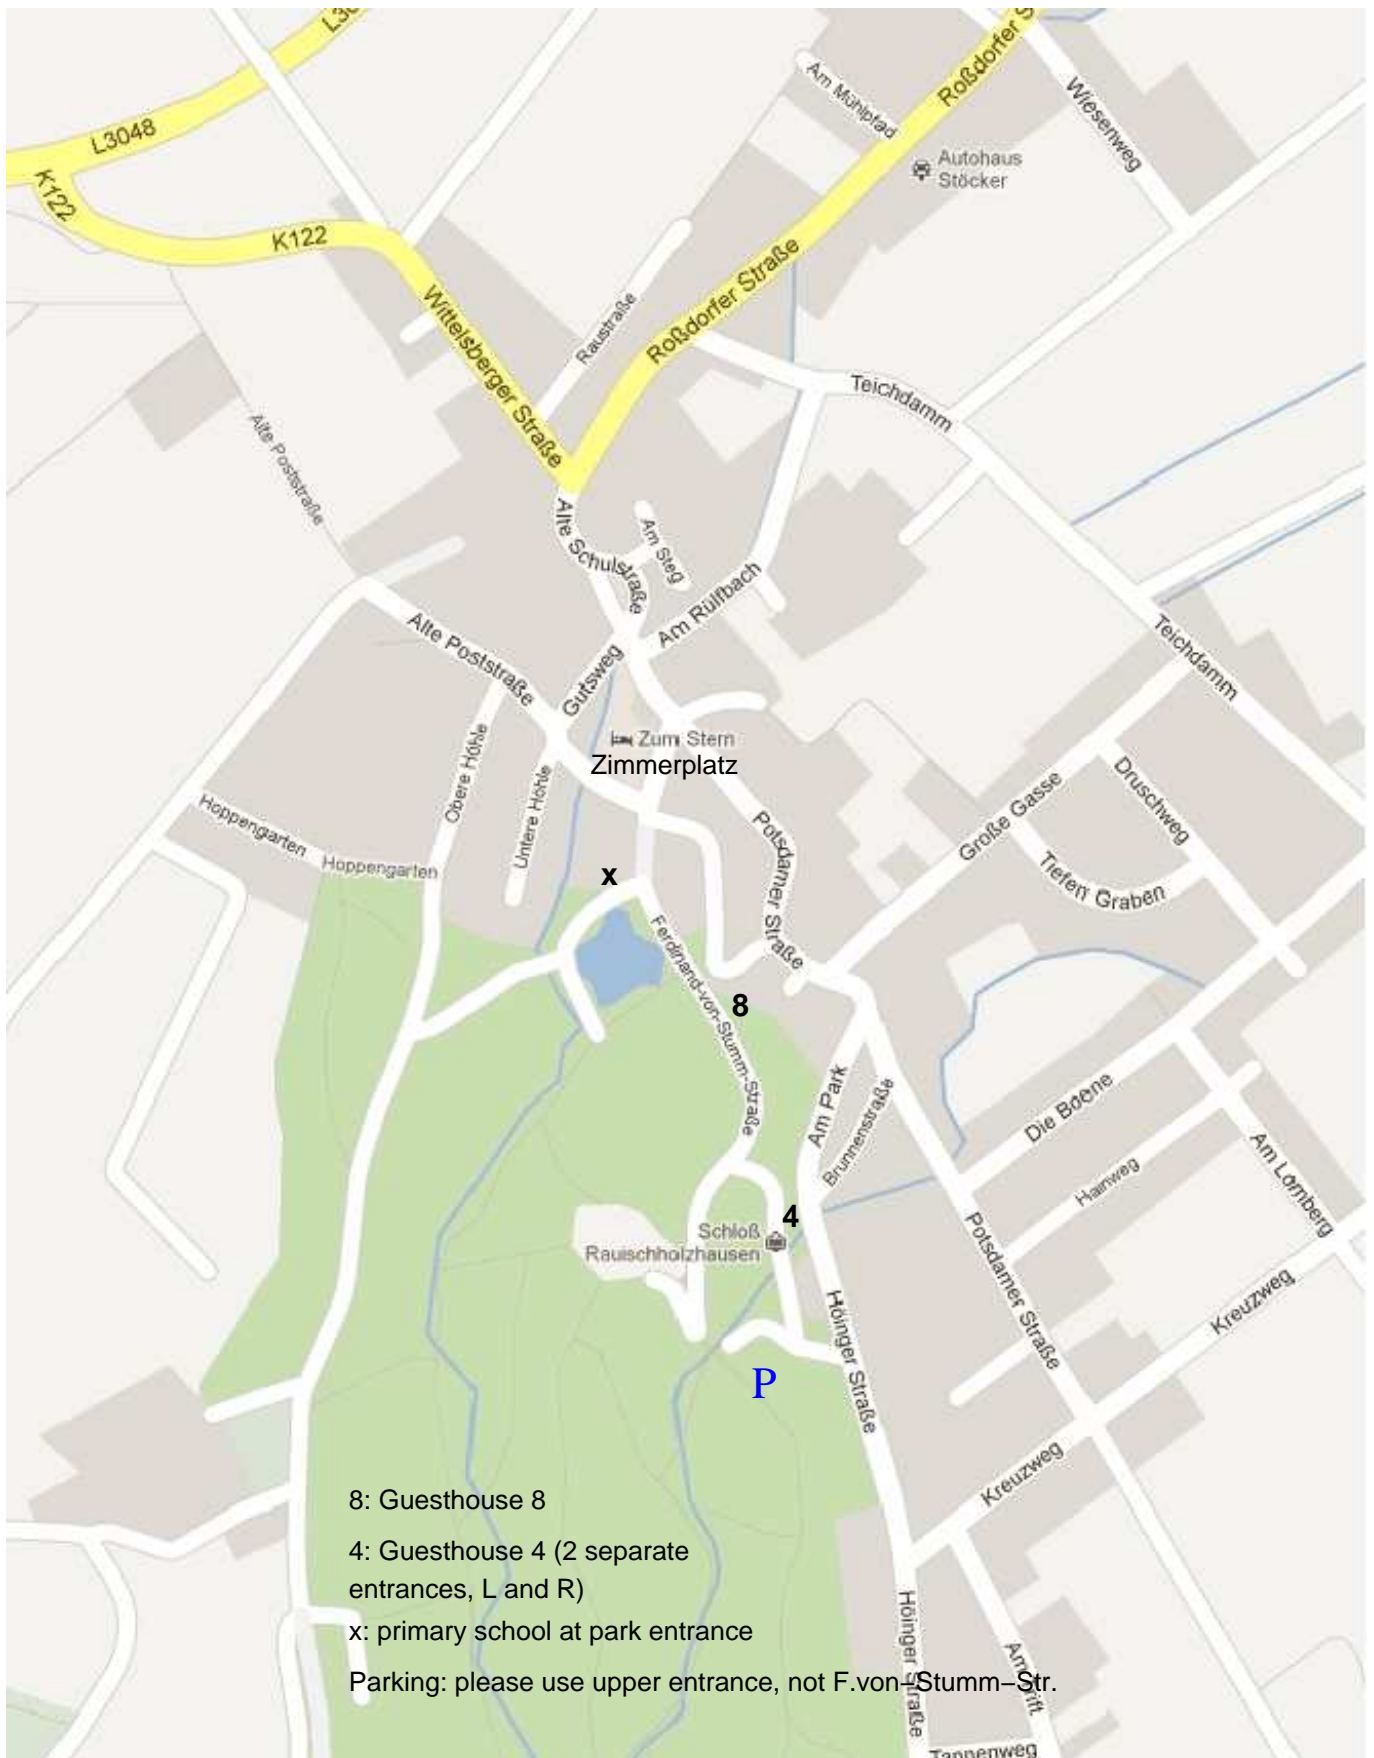 L30
Roßdorfer S
L3048
Am Mühlpfad
Wiesenweg
Autohaus
Stöcker
K122
K122
Roßdorfer Straße
Wittelsberger Straße
Raustraße
Teichdamm
Alte Poststraße
Alte Schulstraße
Am Steg
Am Rülfbach
Alte Poststraße
Gutsweg
Teichdamm
Zum Stern
Zimmerplatz
Obere Höhle
Untere Höhle
Hoppengarten
Hoppengarten
Potsdamer Straße
Große Gasse
Druschweg
Tiefen Graben
x
Ferdinand-von-Stumm-Straße
8
Am Park
Brunnenstraße
Die Boene
Hainweg
Am Lomberg
4
Schloß
Rauischholzhausen
Potsdamer Straße
Kreuzweg
Höinger Straße
P
Kreuzweg
8: Guesthouse 8
4: Guesthouse 4 (2 separate
entrances, L and R)
x: primary school at park entrance
Höinger Straße
Parking: please use upper entrance, not F.von−Stumm−Str.
Tannenweg